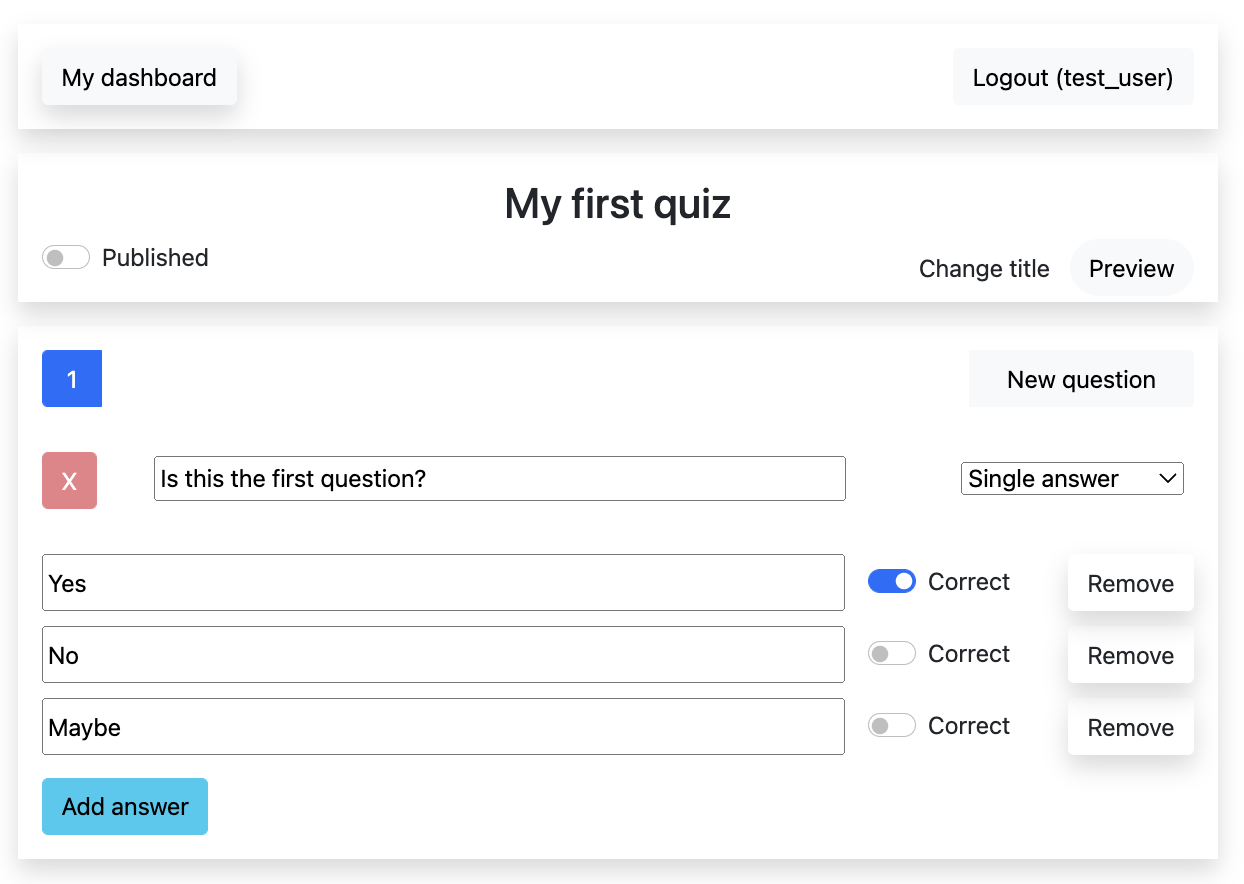 My dashboard
Logout (test_user)
My first quiz
Published
Change title
Preview
1
New question
X
Is this the first question?
Single answer
Yes
Correct
Remove
No
Correct
Remove
Maybe
Correct
Remove
Add answer